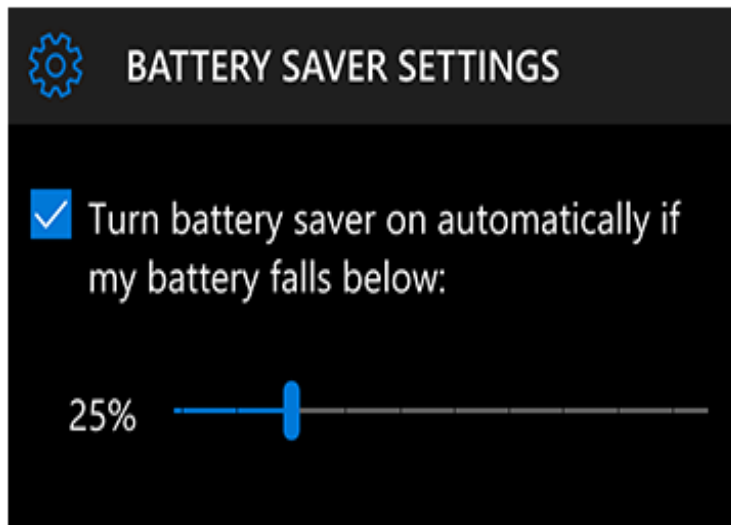 BATTERY SAVER SETTINGS
Turn battery saver on automatically if
my battery falls below:
25%